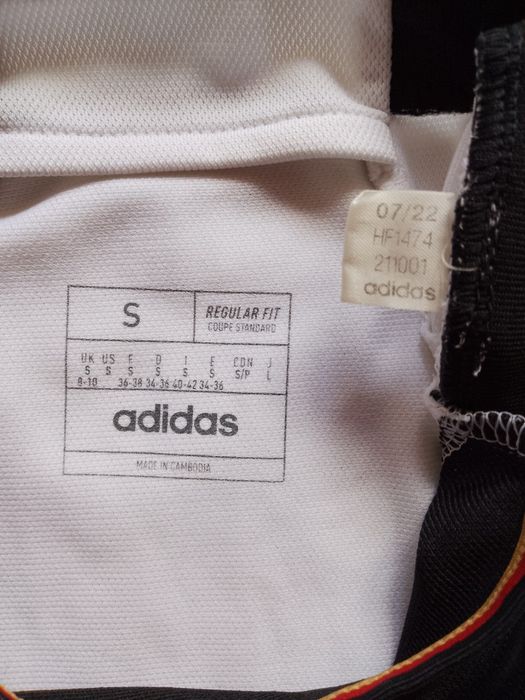 07/22
HF1474
211001
adidas
S
REGULAR FIT
COUPE STANDARD
UK US F D I E CDN J
S S S S S S S/P L
8-10 36-38 34-36 40-42 34-36
adidas
MADE IN CAMBODIA